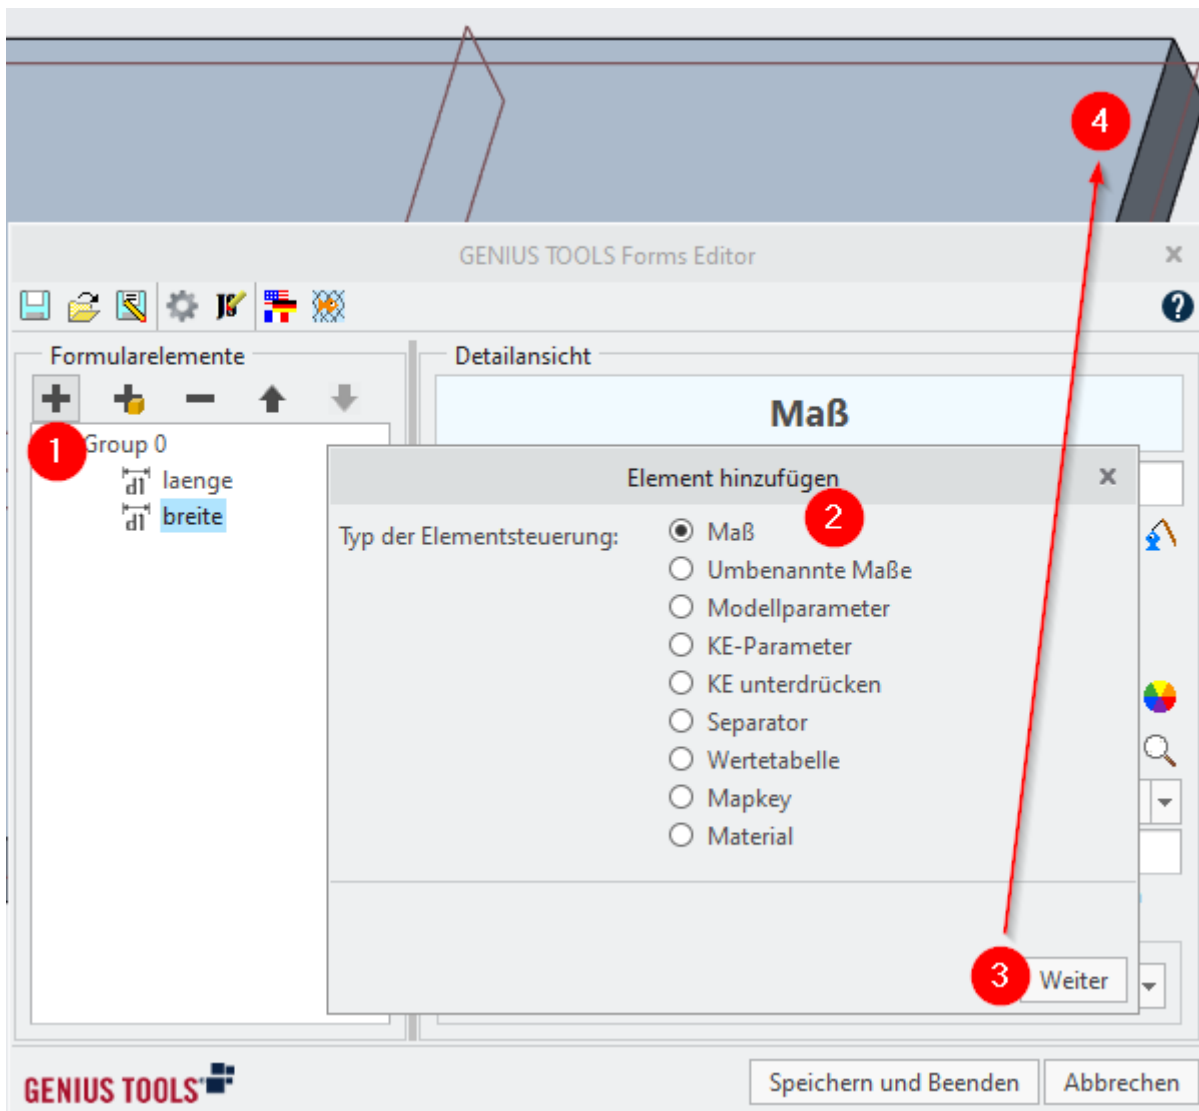 4
GENIUS TOOLS Forms Editor
Formularelemente
Detailansicht
Maß
1
Group 0
laenge
breite
Element hinzufügen
2
Typ der Elementsteuerung:
Maß
Umbenannte Maße
Modellparameter
KE-Parameter
KE unterdrücken
Separator
Wertetabelle
Mapkey
Material
3
Weiter
GENIUS TOOLS
Speichern und Beenden
Abbrechen